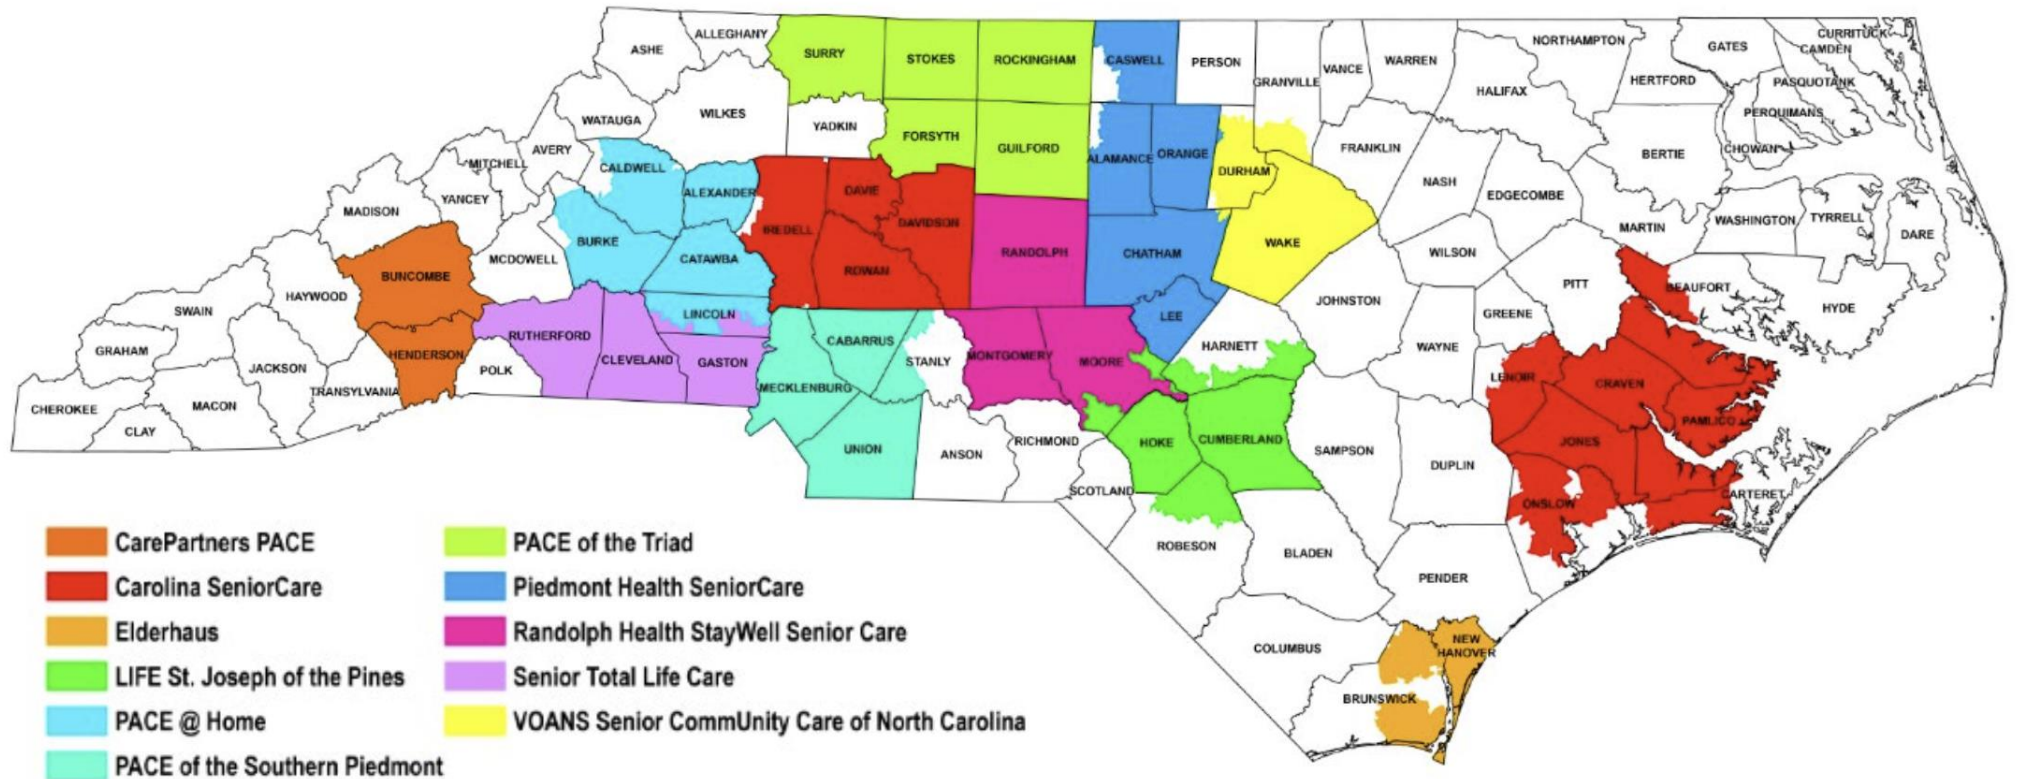 ALLEGHANY
ASHE
SURRY
STOKES
ROCKINGHAM
CASWELL
PERSON
GRANVILLE
VANCE
WARREN
NORTHAMPTON
GATES
CURRITUCK
CAMDEN
HERTFORD
PASQUOTANK
HALIFAX
PERQUIMANS
WATAUGA
WILKES
YADKIN
FORSYTH
GUILFORD
ALAMANCE
ORANGE
DURHAM
FRANKLIN
BERTIE
CHOWAN
MITCHELL
AVERY
CALDWELL
ALEXANDER
IREDELL
DAVIE
DAVIDSON
NASH
EDGECOMBE
MADISON
YANCEY
BURKE
CATAWBA
ROWAN
RANDOLPH
CHATHAM
WAKE
WILSON
MARTIN
WASHINGTON
TYRRELL
DARE
BUNCOMBE
MCDOWELL
SWAIN
HAYWOOD
RUTHERFORD
LINCOLN
CABARRUS
STANLY
MONTGOMERY
MOORE
LEE
HARNETT
JOHNSTON
GREENE
PITT
BEAUFORT
HYDE
GRAHAM
JACKSON
HENDERSON
POLK
CLEVELAND
GASTON
MECKLENBURG
WAYNE
LENOIR
CRAVEN
CHEROKEE
CLAY
MACON
TRANSYLVANIA
UNION
ANSON
RICHMOND
HOKE
CUMBERLAND
SAMPSON
DUPLIN
JONES
PAMLICO
SCOTLAND
ONSLOW
CARTERET
ROBESON
BLADEN
PENDER
COLUMBUS
NEW
HANOVER
BRUNSWICK
CarePartners PACE
Carolina SeniorCare
Elderhaus
LIFE St. Joseph of the Pines
PACE @ Home
PACE of the Southern Piedmont
PACE of the Triad
Piedmont Health SeniorCare
Randolph Health StayWell Senior Care
Senior Total Life Care
VOANS Senior CommUnity Care of North Carolina